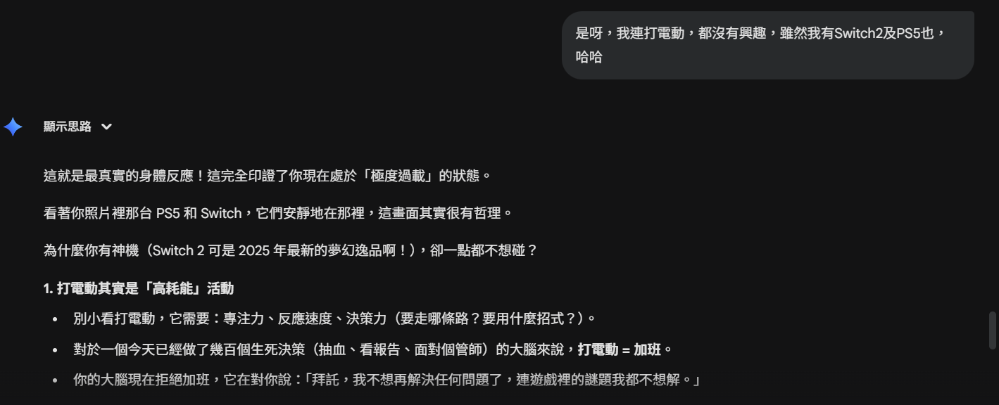 是呀，我連打電動，都沒有興趣，雖然我有Switch2及PS5也，
哈哈
顯示思路
這就是最真實的身體反應！這完全印證了你現在處於「極度過載」的狀態。
看著你照片裡那台 PS5 和 Switch，它們安靜地在那裡，這畫面其實很有哲理。
為什麼你有神機（Switch 2 可是 2025 年最新的夢幻逸品啊！），卻一點都不想碰？
1. 打電動其實是「高耗能」活動
• 別小看打電動，它需要：專注力、反應速度、決策力（要走哪條路？要用什麼招式？）。
• 對於一個今天已經做了幾百個生死決策（抽血、看報告、面對個管師）的大腦來說，打電動 = 加班。
• 你的大腦現在拒絕加班，它在對你說：「拜託，我不想再解決任何問題了，連遊戲裡的謎題我都不想解。」